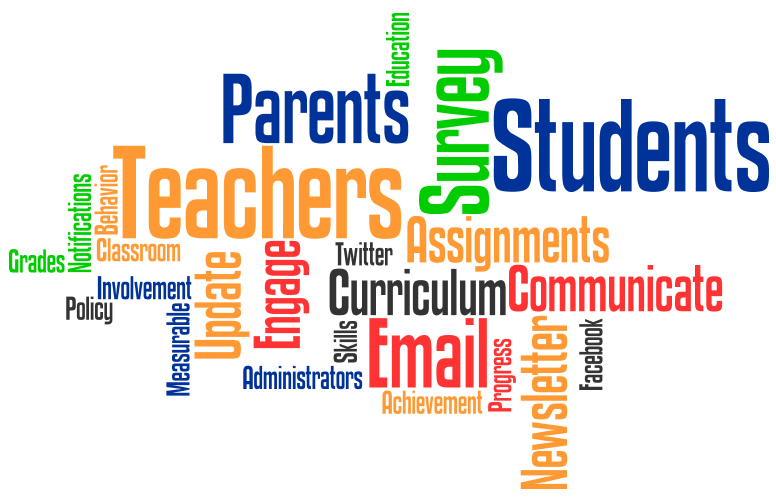 Education
Parents
Survey
Students
Teachers
Behavior
Notifications
Grades
Classroom
Assignments
Twitter
Engage
Update
Involvement
Policy
Measurable
Curriculum
Communicate
Skills
Email
Administrators
Achievement
Progress
Newsletter
Facebook